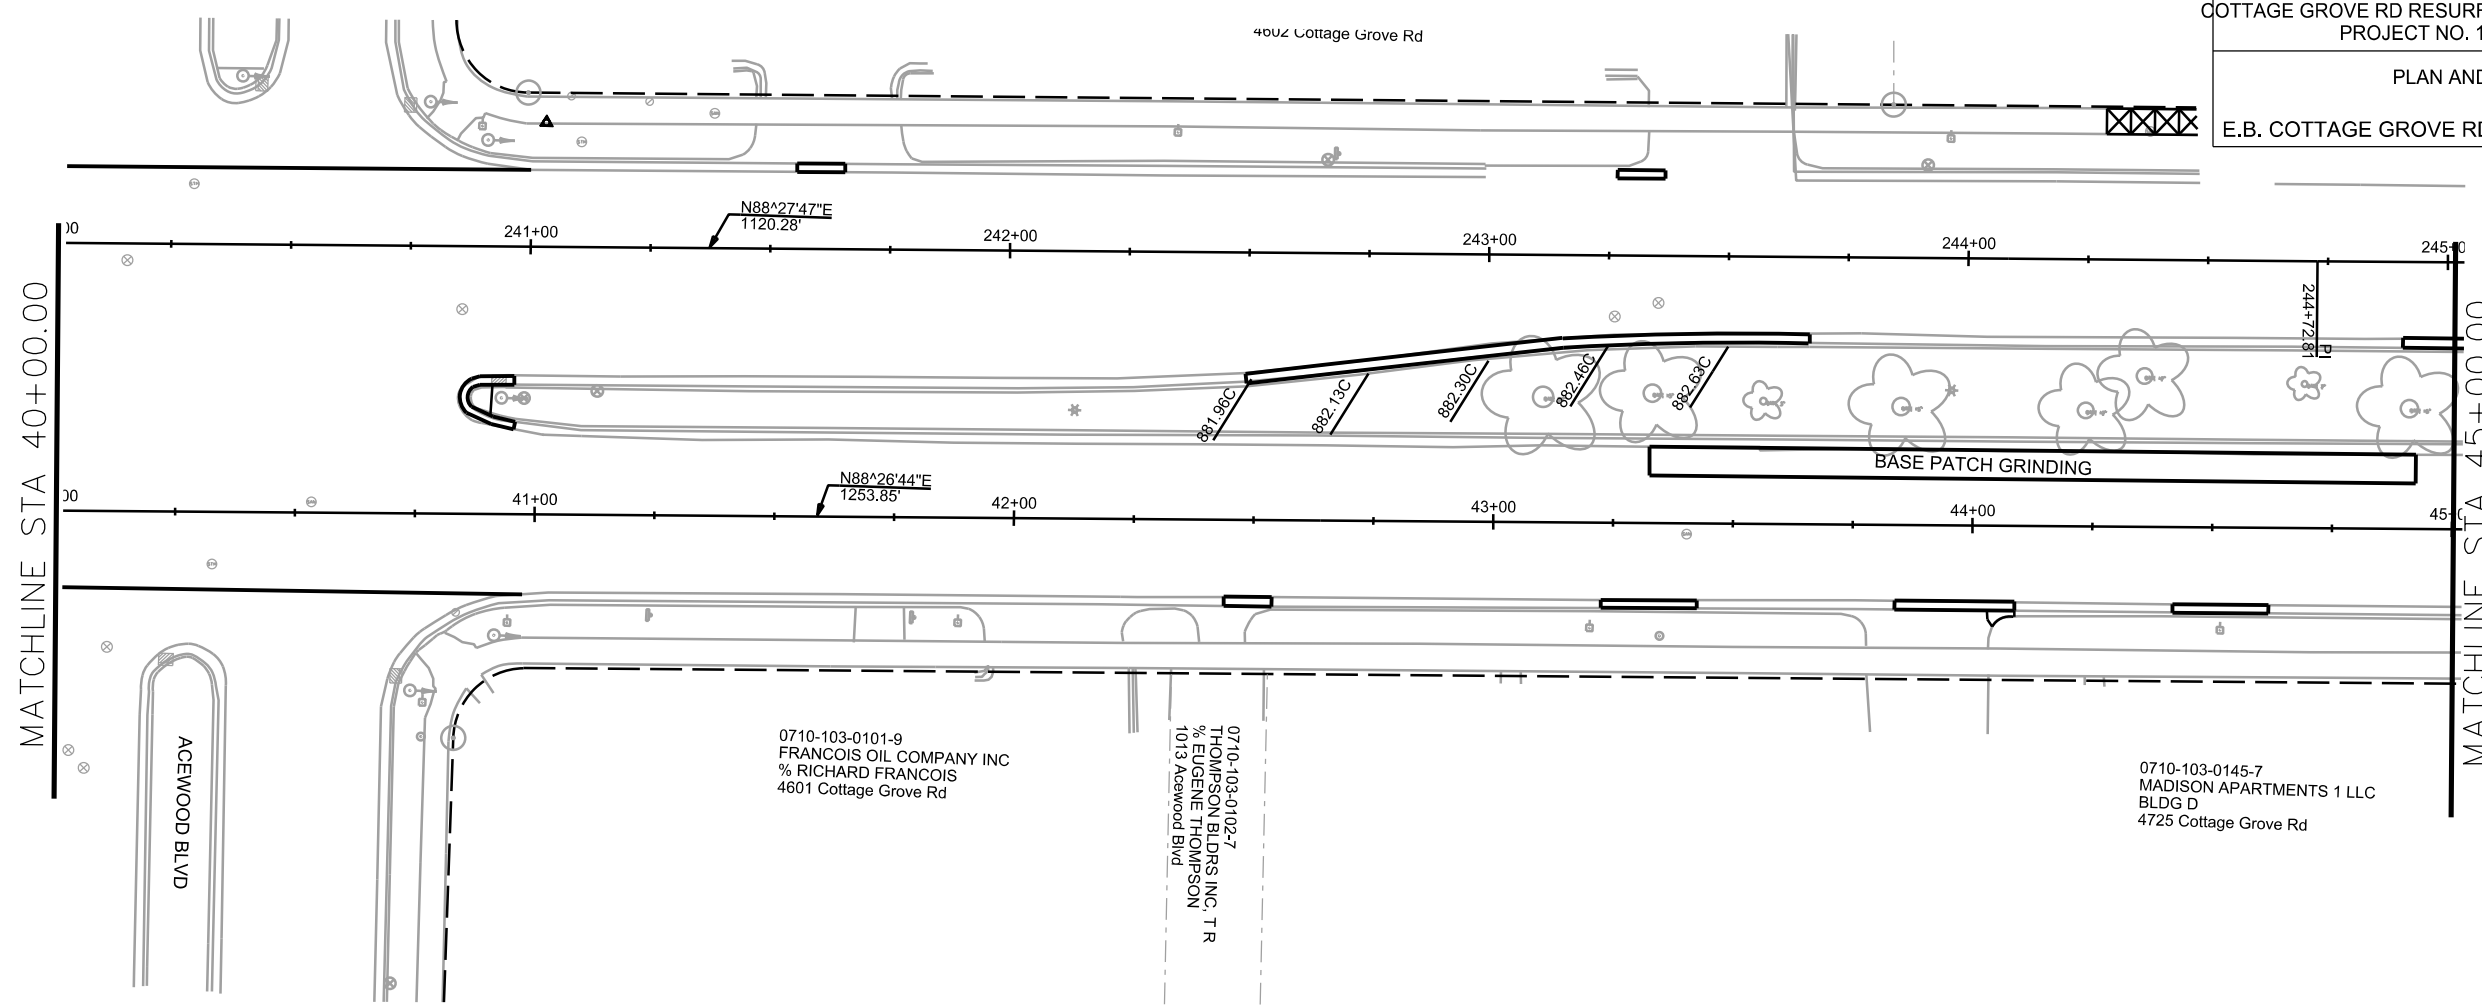 COTTAGE GROVE RD RESURF
PROJECT NO. 1
PLAN AND
E.B. COTTAGE GROVE RD
4602 Cottage Grove Rd
N88^27'47"E
1120.28'
00
241+00
242+00
243+00
244+00
245+0
244+72.81
PI
MATCHLINE STA 40+00.00
MATCHLINE STA 45+00.00
881.96C
882.13C
882.30C
882.46C
882.63C
BASE PATCH GRINDING
N88^26'44"E
1253.85'
00
41+00
42+00
43+00
44+00
45+0
ACEWOOD BLVD
0710-103-0101-9
FRANCOIS OIL COMPANY INC
% RICHARD FRANCOIS
4601 Cottage Grove Rd
0710-103-0102-7
THOMPSON BLDRS INC, T R
% EUGENE THOMPSON
1013 Acewood Blvd
0710-103-0145-7
MADISON APARTMENTS 1 LLC
BLDG D
4725 Cottage Grove Rd